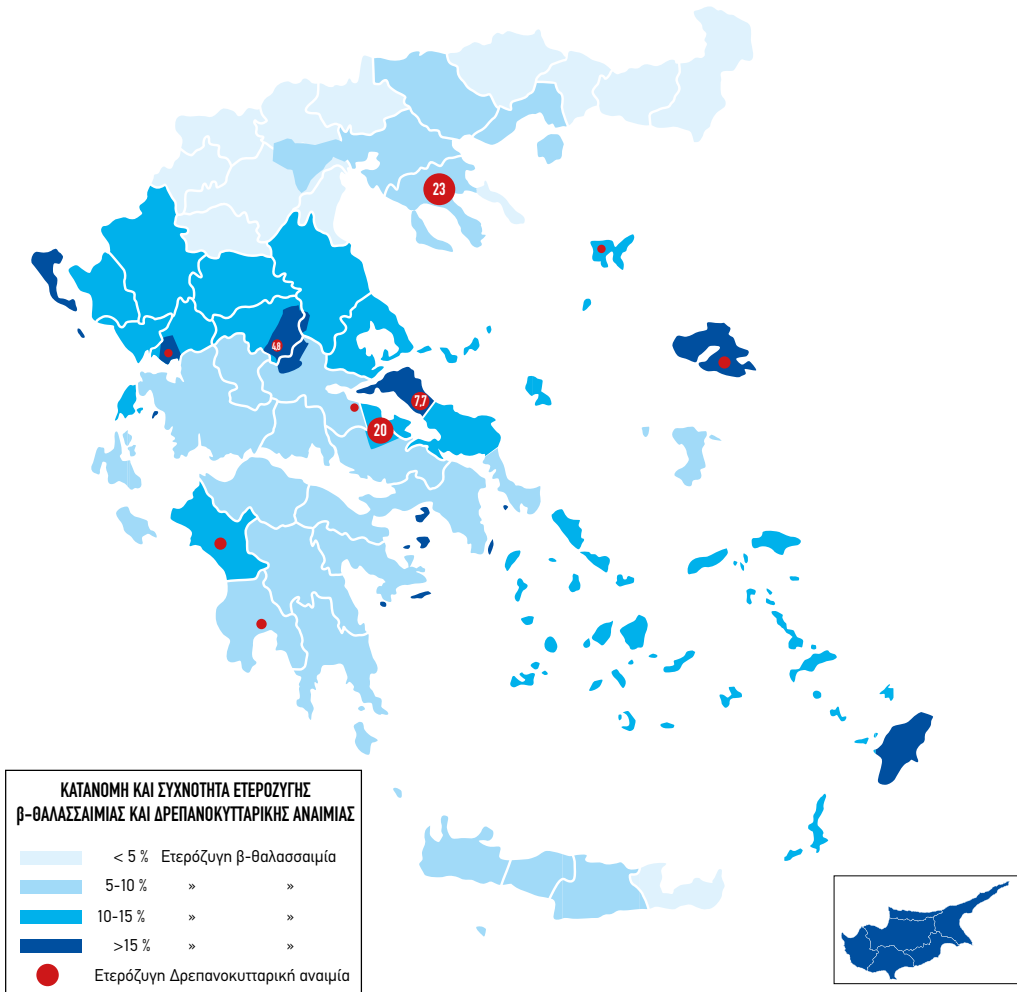 23
4,8
7,7
20
ΚΑΤΑΝΟΜΗ ΚΑΙ ΣΥΧΝΟΤΗΤΑ ΕΤΕΡΟΖΥΓΗΣ
β-ΘΑΛΑΣΣΑΙΜΙΑΣ ΚΑΙ ΔΡΕΠΑΝΟΚΥΤΤΑΡΙΚΗΣ ΑΝΑΙΜΙΑΣ
< 5 % Ετερόζυγη β-θαλασσαιμία
5-10 % » »
10-15 % » »
>15 % » »
Ετερόζυγη Δρεπανοκυτταρική αναιμία